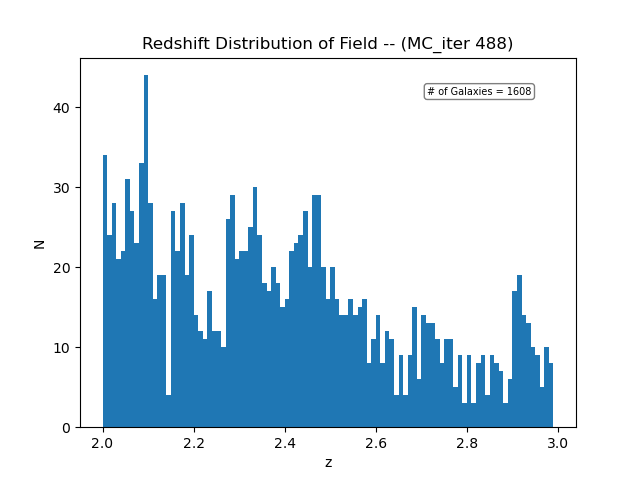 Redshift Distribution of Field -- (MC_iter 488)
# of Galaxies = 1608
40
30
20
10
0
N
2.0 2.2 2.4 2.6 2.8 3.0
z